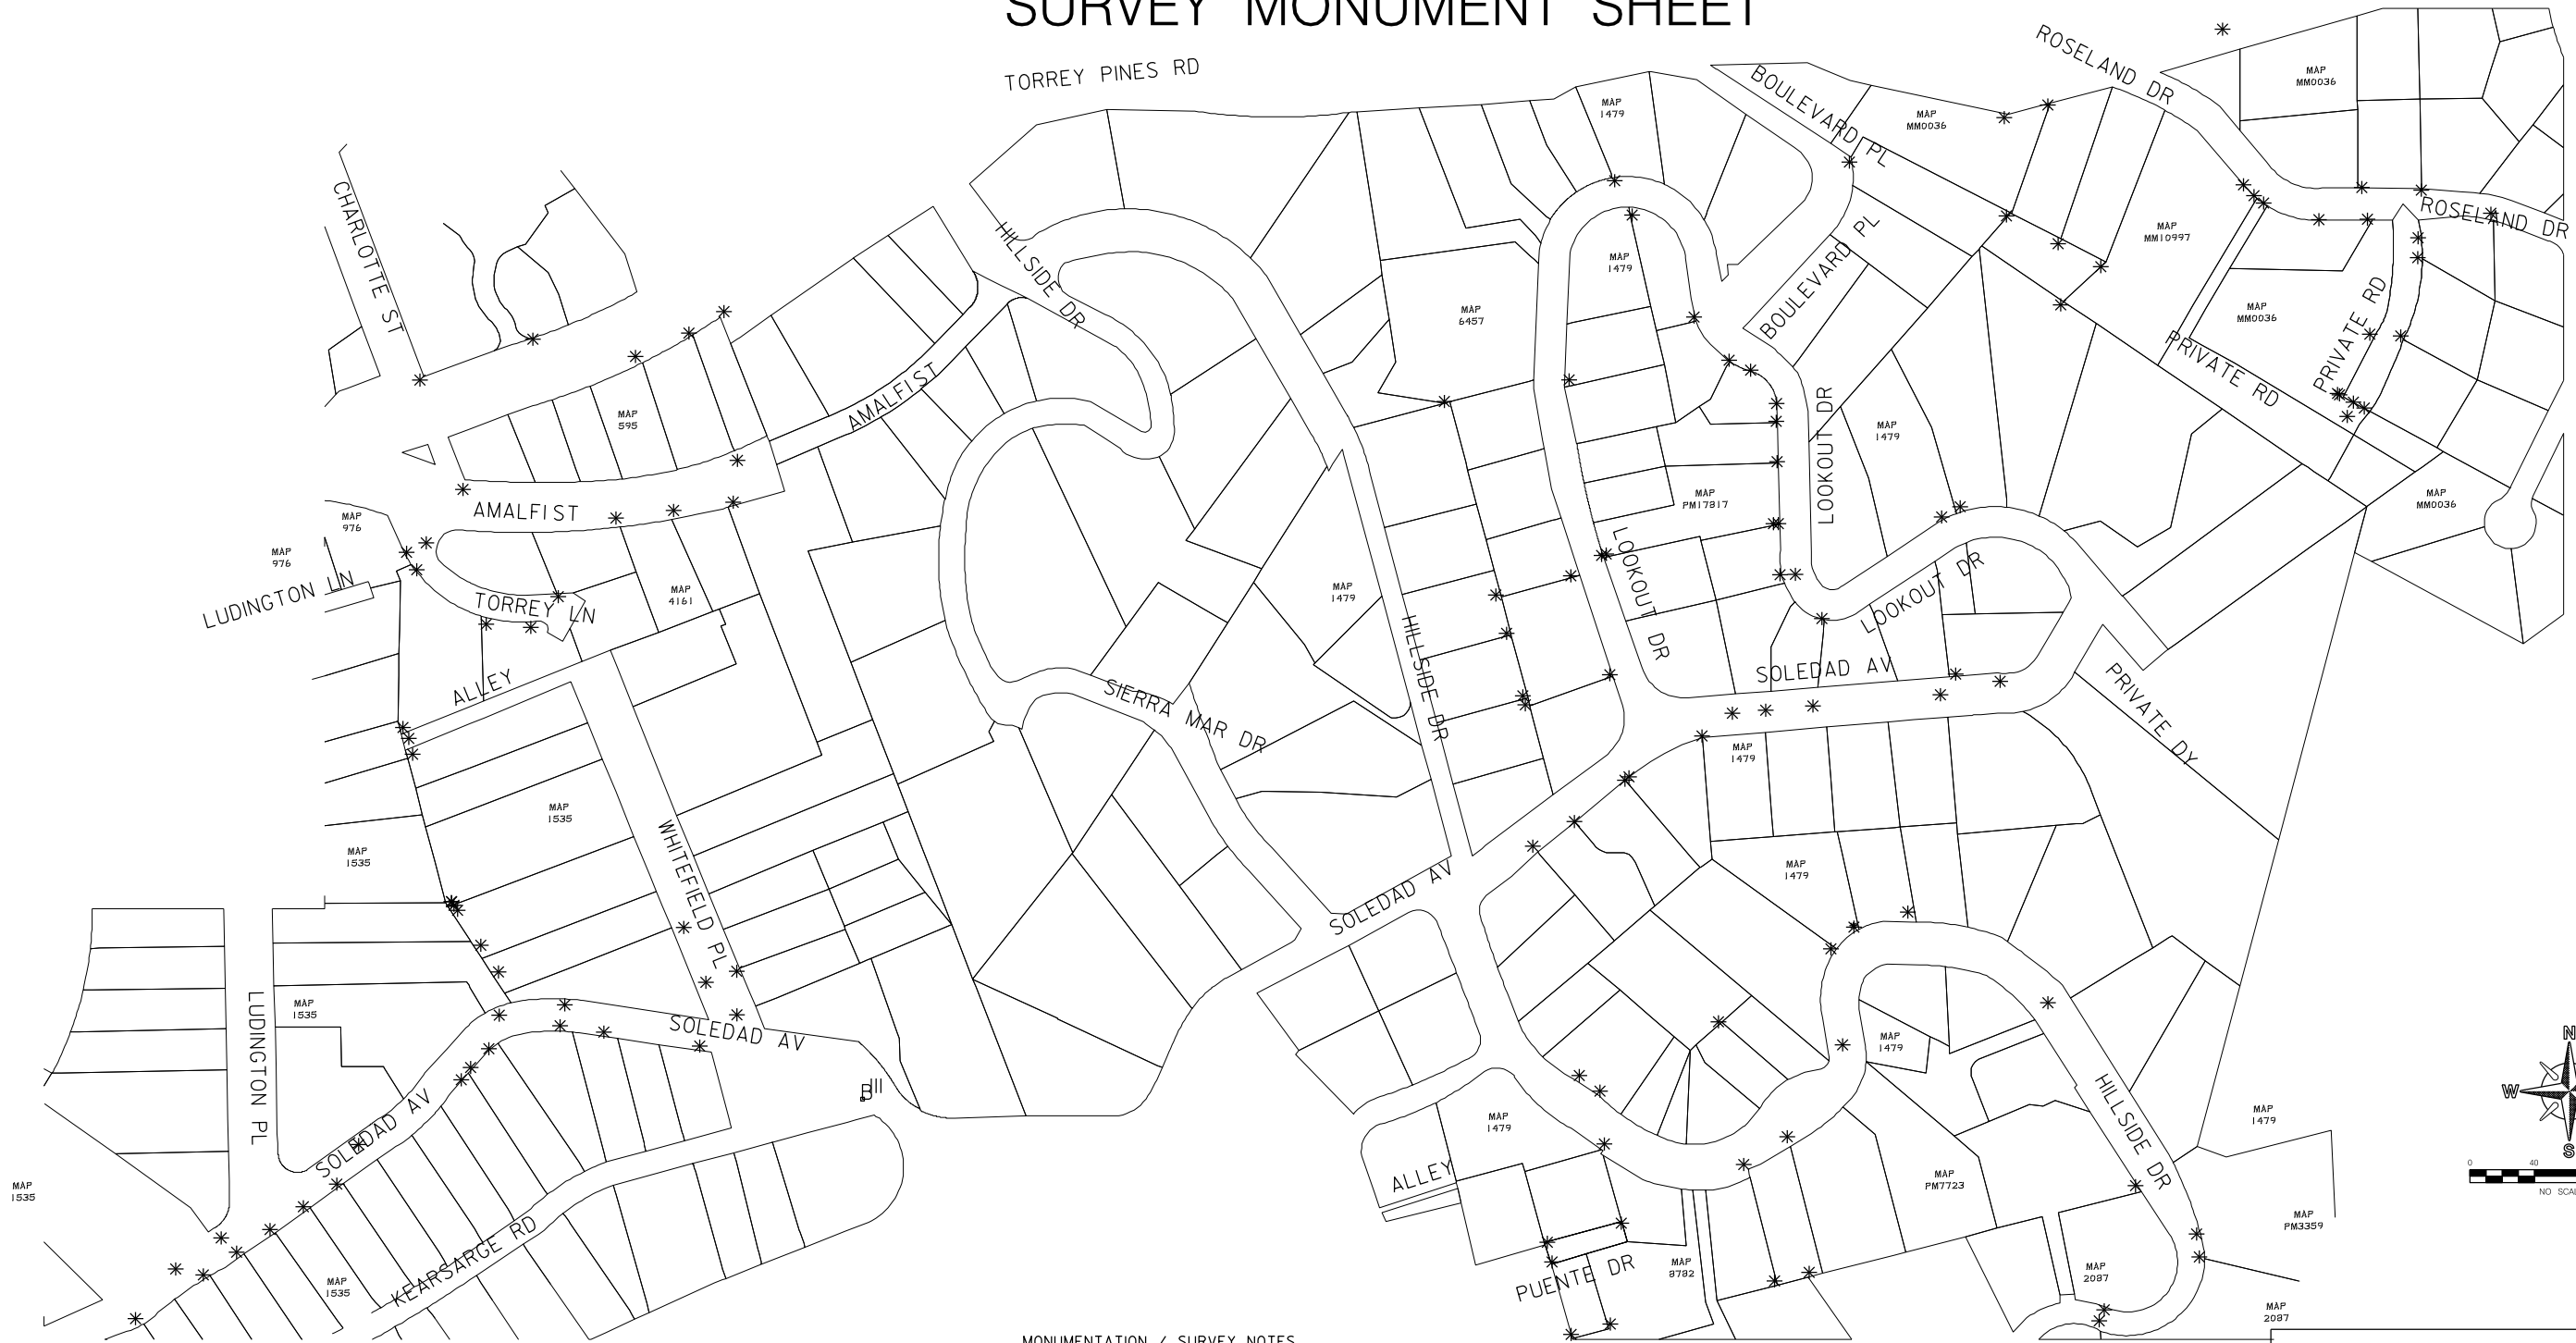 SURVEY MONUMENT SHEET
TORREY PINES RD
ROSELAND DR
BOULEVARD PL
MAP
MM0036
MAP
MM0036
MAP
1479
CHARLOTTE ST
HILLSIDE DR
MAP
1479
BOULEVARD PL
MAP
MM10997
ROSELAND DR
MAP
6457
MAP
MM0036
PRIVATE RD
PRIVATE RD
AMALFIST
MAP
595
LOOKOUT DR
MAP
1479
MAP
PM17817
MAP
MM0036
MAP
976
AMALFIST
MAP
976
LUDINGTON LN
TORREY LN
MAP
4161
MAP
1479
LOOKOUT DR
LOOKOUT DR
HILLSIDE DR
ALLEY
SIERRA MAR DR
SOLEDAD AV
PRIVATE DY
MAP
1479
MAP
1535
MAP
1535
WHITEFIELD PL
SOLEDAD AV
MAP
1479
LUDINGTON PL
MAP
1535
SOLEDAD AV
MAP
1479
N
W
S
SOLEDAD AV
MAP
1479
HILLSIDE DR
MAP
1479
ALLEY
MAP
1535
MAP
PM7723
0 40
NO SCAL
MAP
PM3359
KEARSARGE RD
MAP
1535
PUENTE DR
MAP
8782
MAP
2087
MAP
2087
MONUMENTATION / SURVEY NOTES